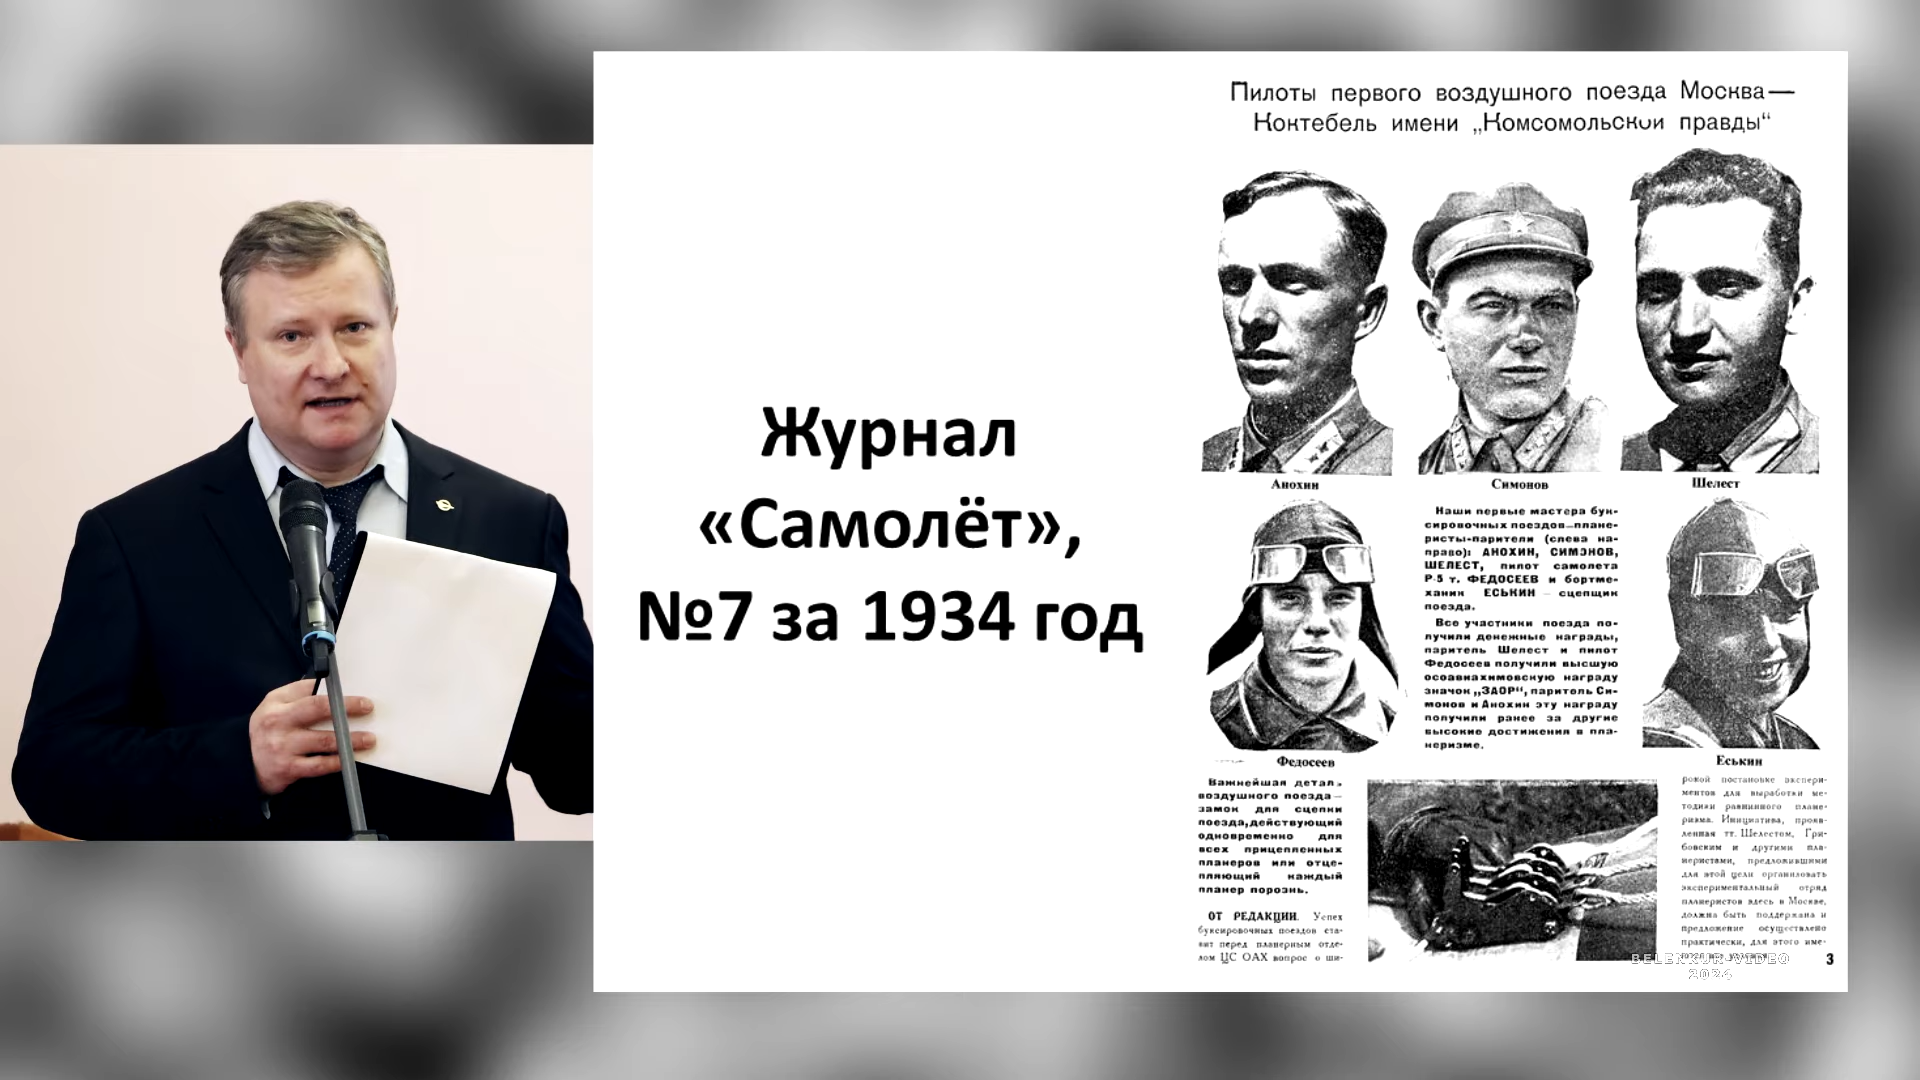 Журнал
«Самолёт»,
№7 за 1934 год
Пилоты первого воздушного поезда Москва—
Коктебель имени „Комсомольской правды“
Анохин
Симонов
Шелест
Наши первые мастера бук-
сировочных поездов—плане-
ристы-парители (слева на-
право): АНОХИН, СИМОНОВ,
ШЕЛЕСТ, пилот самолета
Р-5 т. ФЕДОСЕЕВ и бортме-
ханик ЕСЬКИН — сцепщик
поезда.
Все участники поезда по-
лучили денежные награды,
паритель Шелест и пилот
Федосеев получили высшую
осоавиахимовскую награду
значок „ЗАОР“, паритель Си-
монов и Анохин эту награду
получили ранее за другие
высокие достижения в пла-
неризме.
Федосеев
Еськин
Важнейшая деталь
воздушного поезда—
замок для сцепки
поезда, действующий
одновременно для
всех прицепленных
планеров или отце-
пляющий каждый
планер порознь.
ОТ РЕДАКЦИИ. Успех
буксировочных поездов ста-
вит перед планерным отде-
лом ЦС ОАХ вопрос о ши-
рокой постановке экспери-
ментов для выработки ме-
тодики равнинного плане-
ризма. Инициатива, прояв-
ленная тт. Шелестом, Гри-
бовским и другими пла-
неристами, предложившими
для этой цели организовать
экспериментальный отряд
планеристов здесь в Москве,
должна быть поддержана и
предложение осуществлено
практически, для этого име-
3
BELENKUR-VIDEO
2024